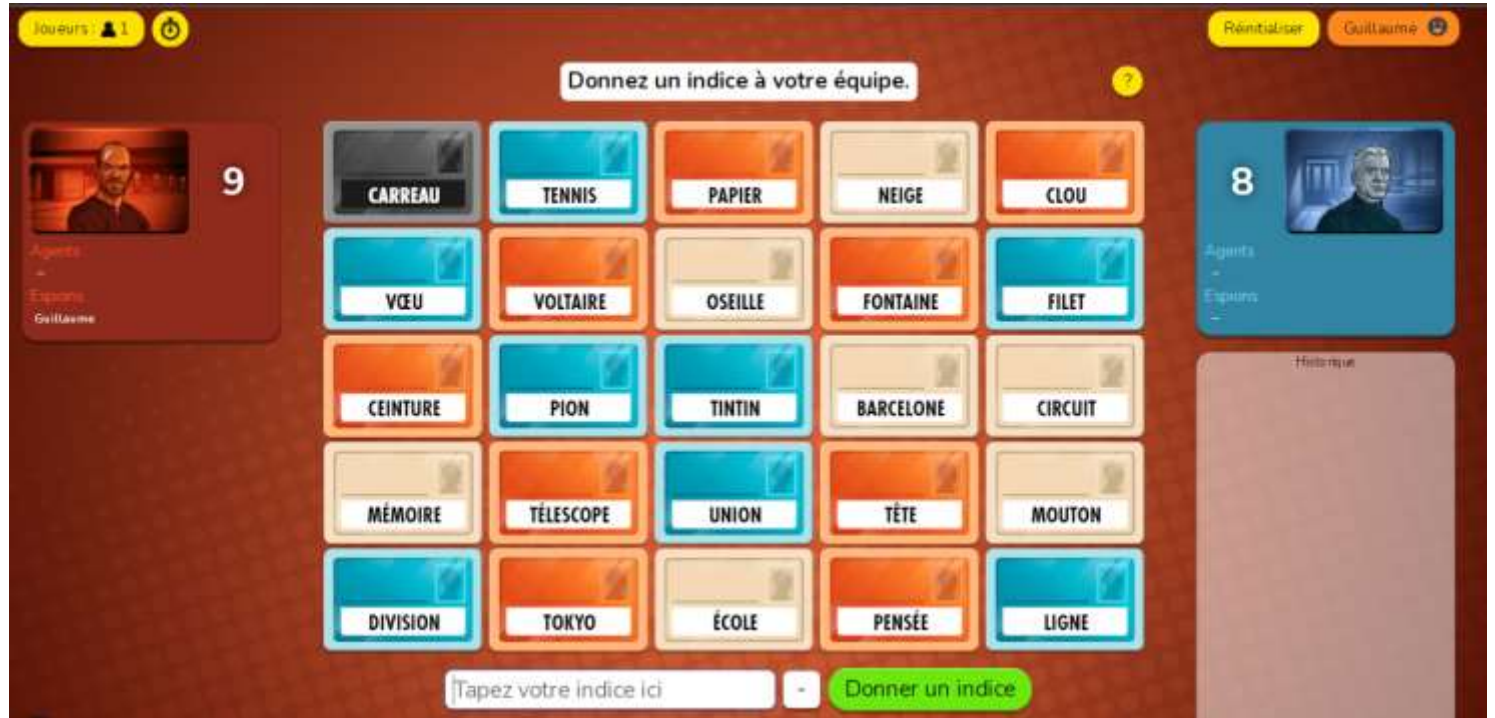 Joueurs : 1
Réinitialiser
Guillaume
Donnez un indice à votre équipe.
?
9
Agents
-
Espions
Guillaume
CARREAU
TENNIS
PAPIER
NEIGE
CLOU
VŒU
VOLTAIRE
OSEILLE
FONTAINE
FILET
CEINTURE
PION
TINTIN
BARCELONE
CIRCUIT
MÉMOIRE
TÉLESCOPE
UNION
TÊTE
MOUTON
DIVISION
TOKYO
ÉCOLE
PENSÉE
LIGNE
8
Agents
-
Espions
-
Historique
Tapez votre indice ici
-
Donner un indice